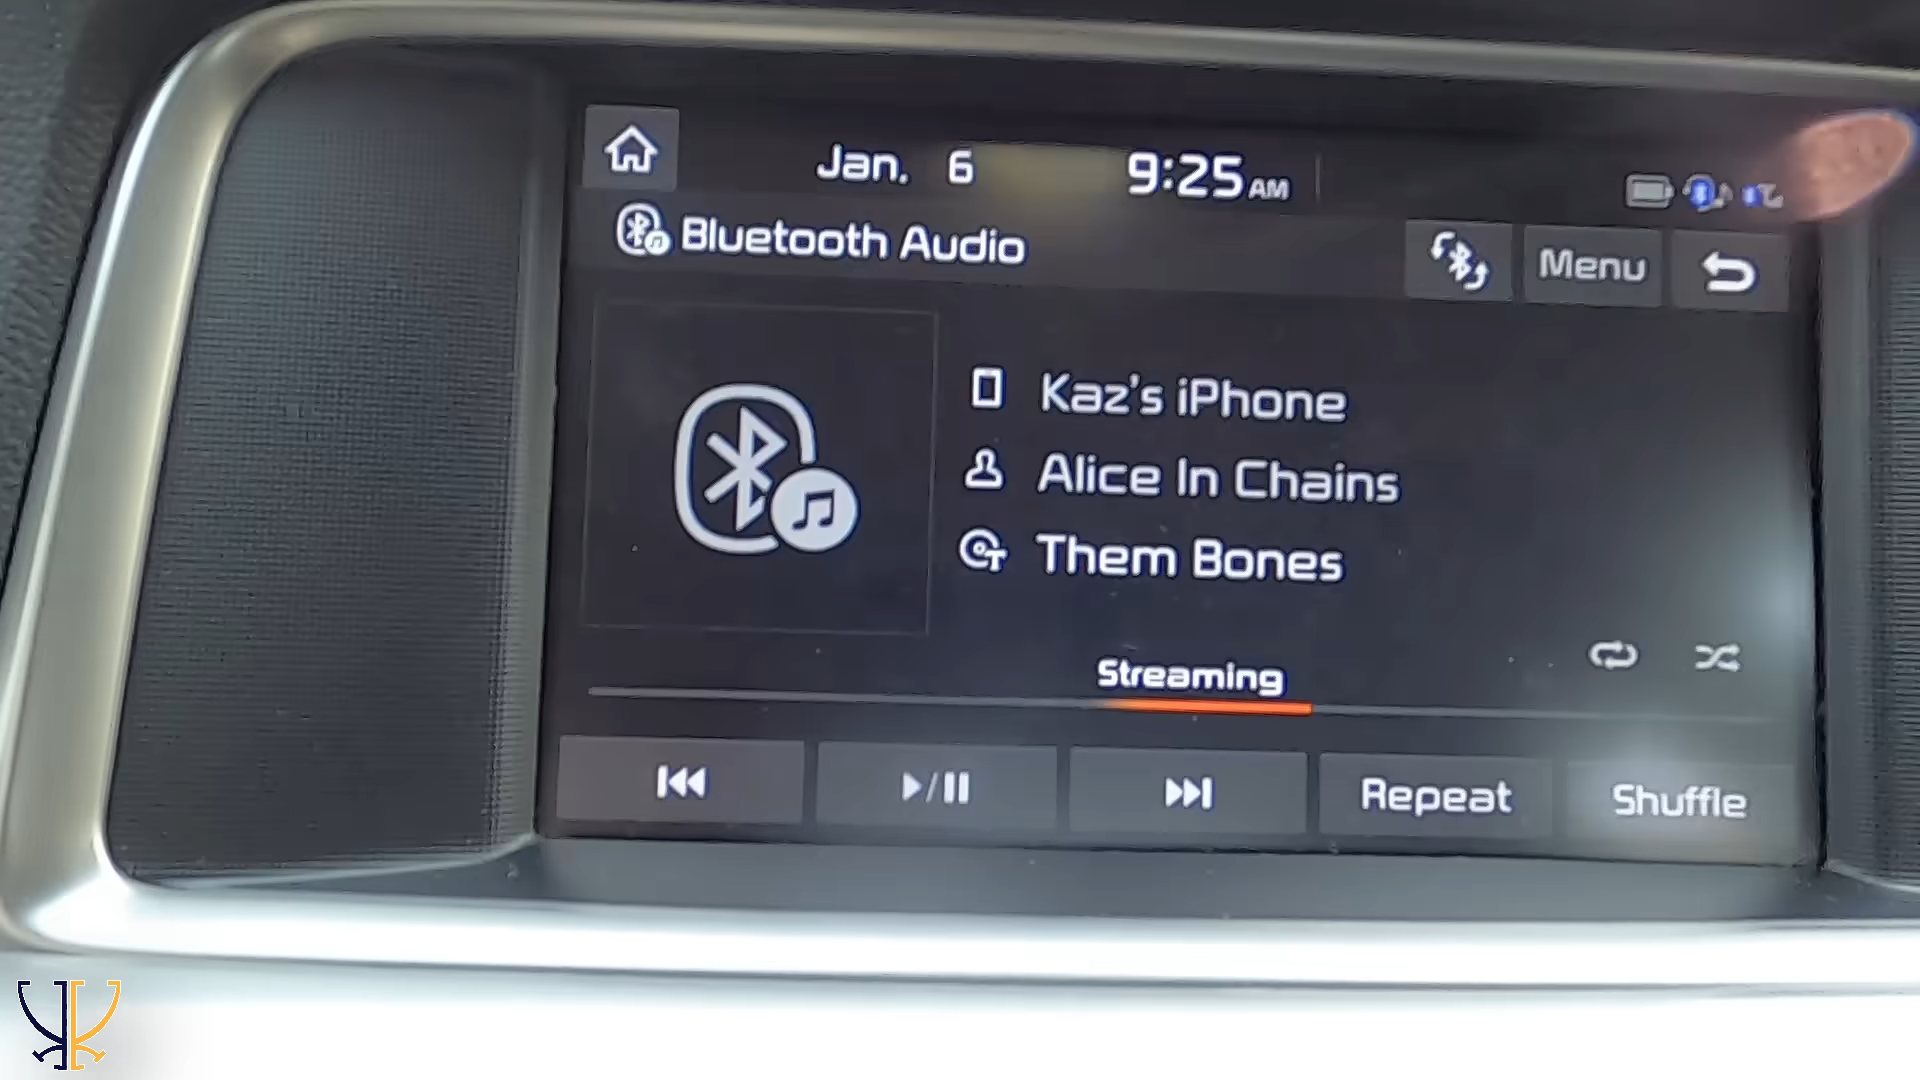 Jan. 6 9:25 AM
Bluetooth Audio
Menu
Kaz's iPhone
Alice In Chains
Them Bones
Streaming
Repeat
Shuffle